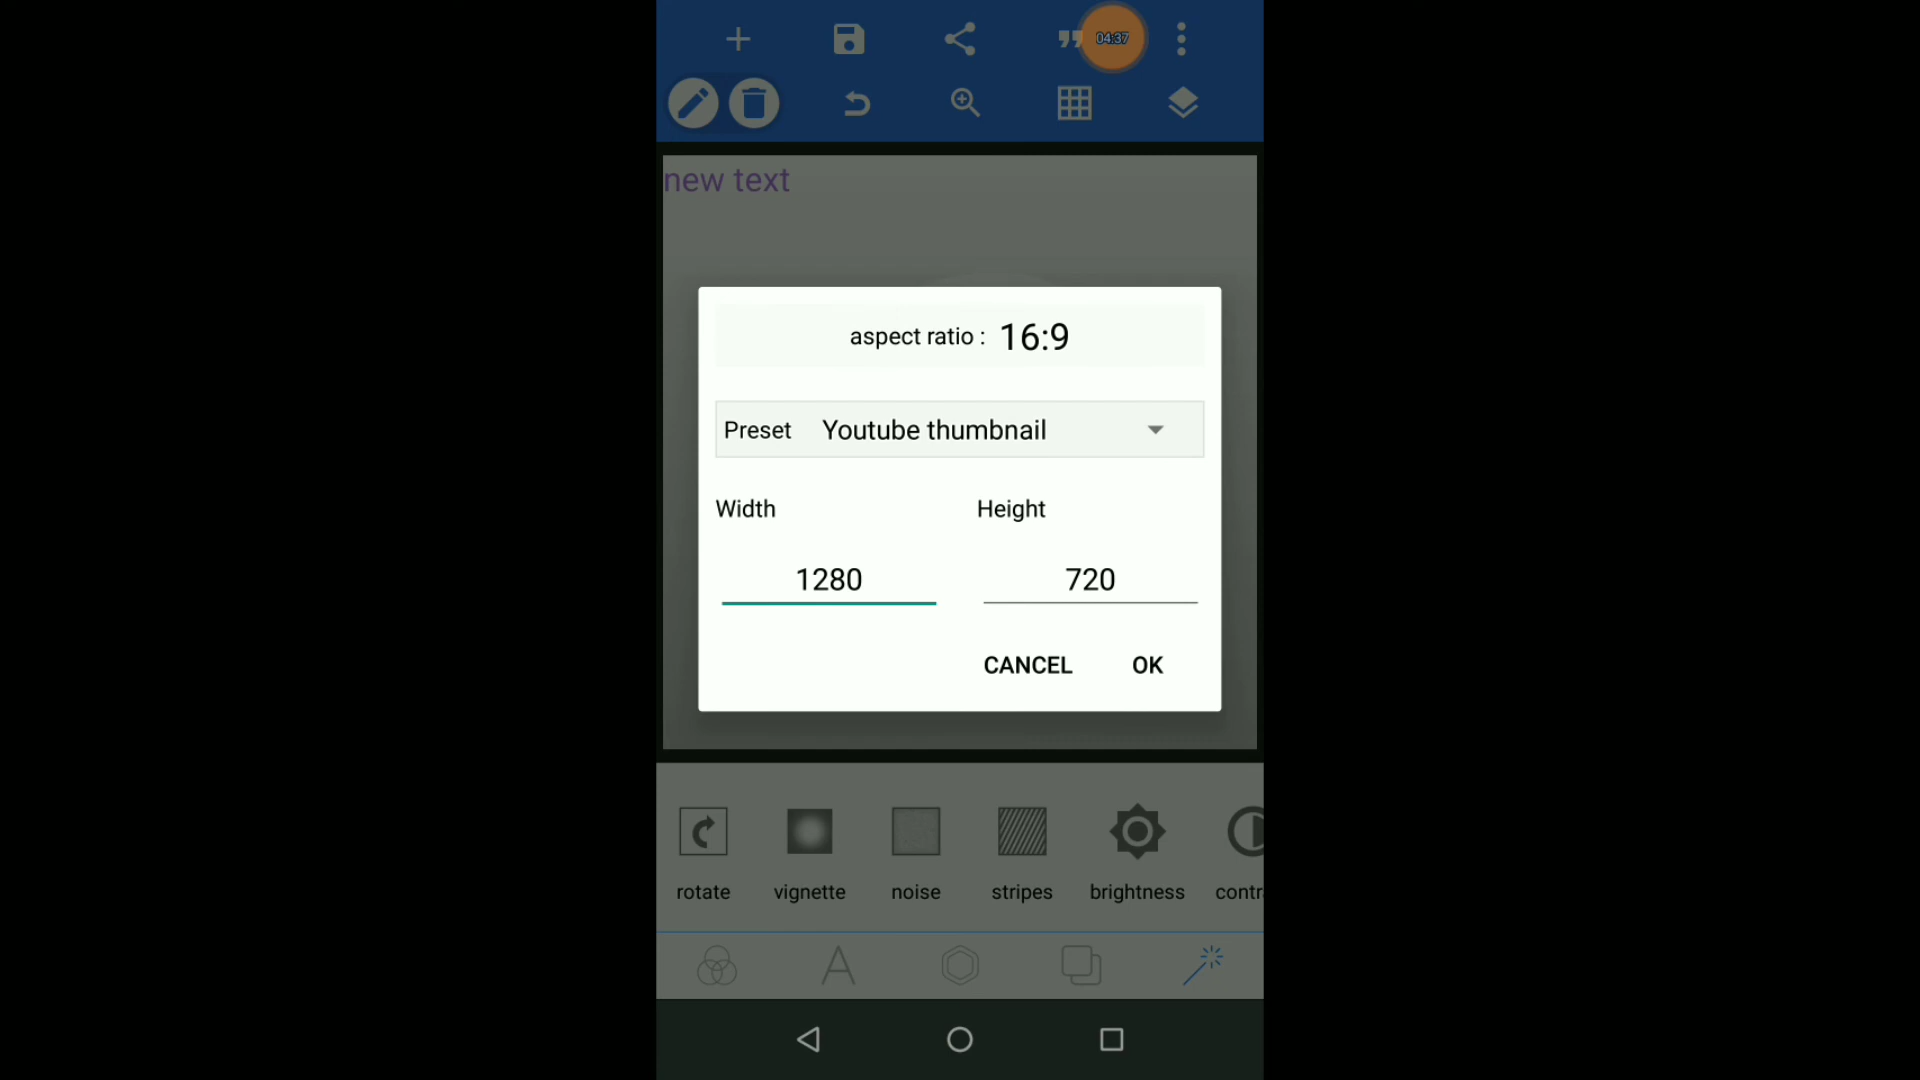 04:37
new text
aspect ratio : 16:9
Preset Youtube thumbnail
Width Height
1280 720
CANCEL OK
rotate vignette noise stripes brightness contr